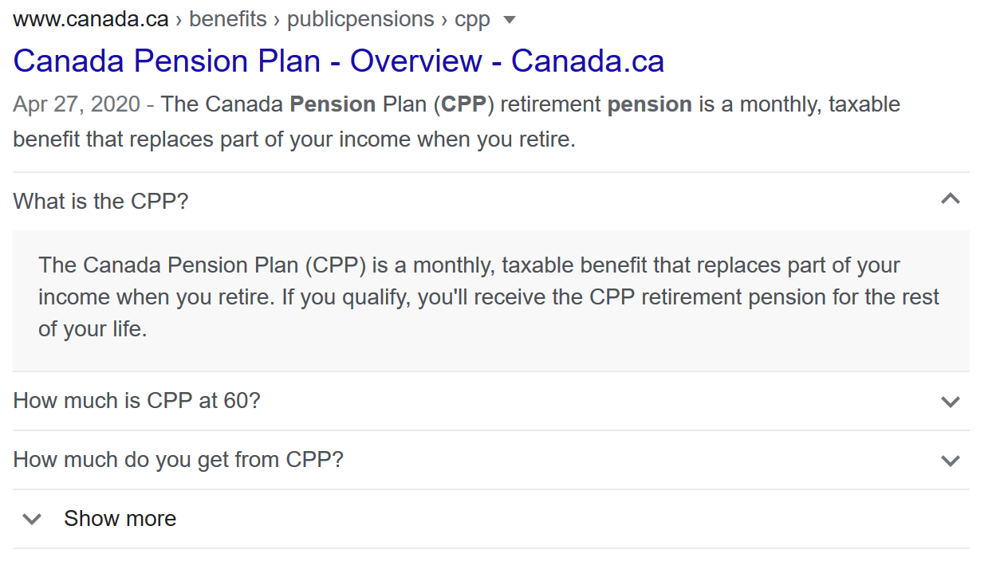 www.canada.ca › benefits › publicpensions › cpp
Canada Pension Plan - Overview - Canada.ca
Apr 27, 2020 - The Canada Pension Plan (CPP) retirement pension is a monthly, taxable
benefit that replaces part of your income when you retire.
What is the CPP?
The Canada Pension Plan (CPP) is a monthly, taxable benefit that replaces part of your
income when you retire. If you qualify, you'll receive the CPP retirement pension for the rest
of your life.
How much is CPP at 60?
How much do you get from CPP?
Show more